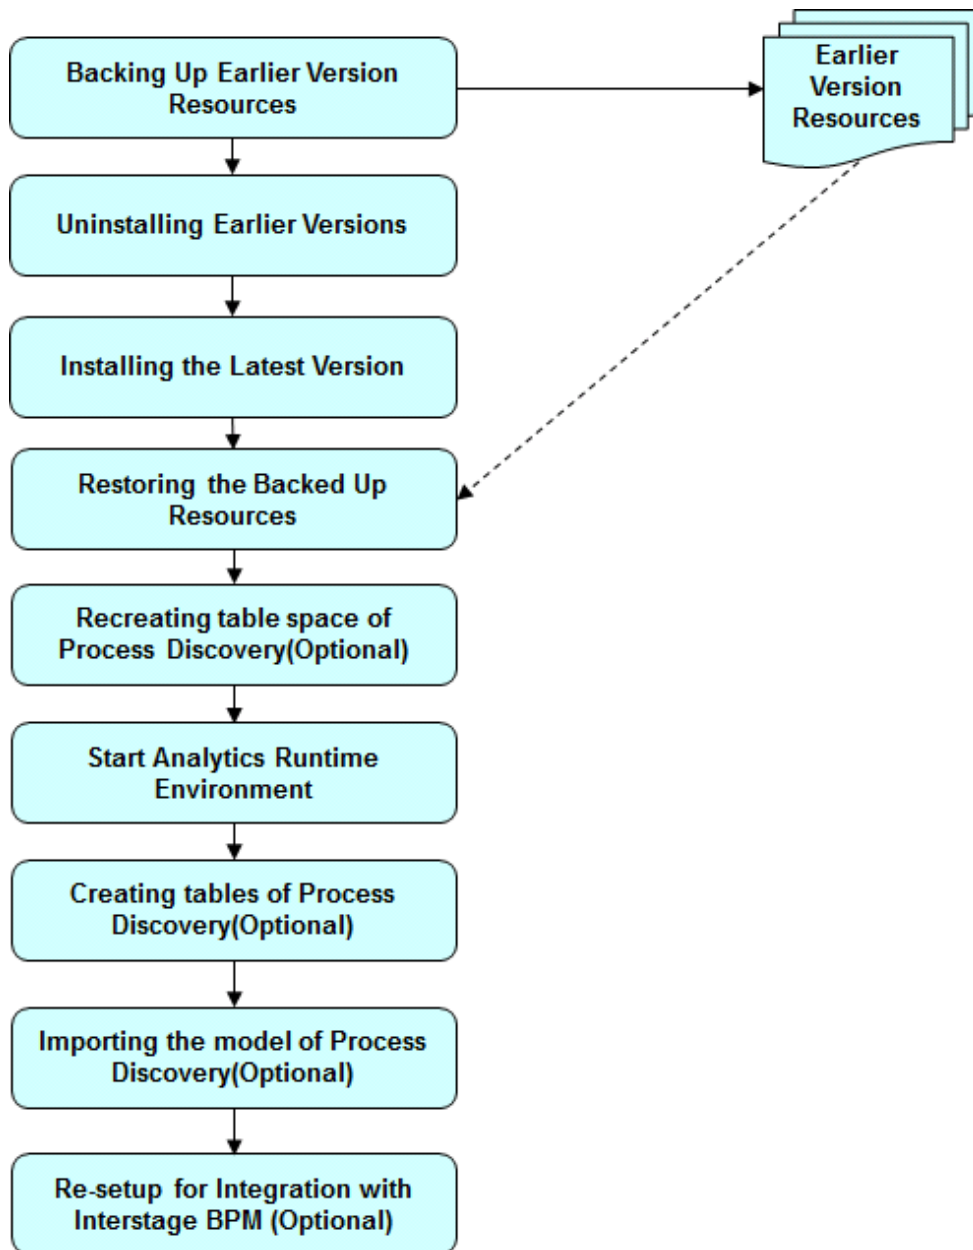 Backing Up Earlier Version
Resources
Earlier
Version
Resources
Uninstalling Earlier Versions
Installing the Latest Version
Restoring the Backed Up
Resources
Recreating table space of
Process Discovery(Optional)
Start Analytics Runtime
Environment
Creating tables of Process
Discovery(Optional)
Importing the model of Process
Discovery(Optional)
Re-setup for Integration with
Interstage BPM (Optional)